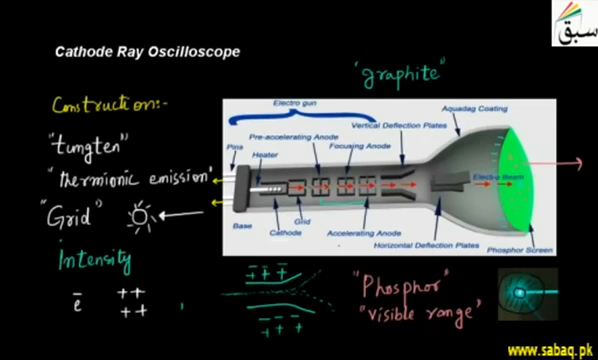 سبق
Cathode Ray Oscilloscope
"graphite"
Construction:-
"tungten"
"thermionic emission"
"Grid"
Intensity
Electro gun
Aquadag Coating
Vertical Deflection Plates
Pre-accelerating Anode
Focusing Anode
Pins
Heater
Electro Beam
Base
Cathode
Grid
Accelerating Anode
Horizontal Deflection Plates
Phosphor Screen
ē
++
++
+ + +
− − −
+ + +
"Phosphor"
"visible range"
www.sabaq.pk